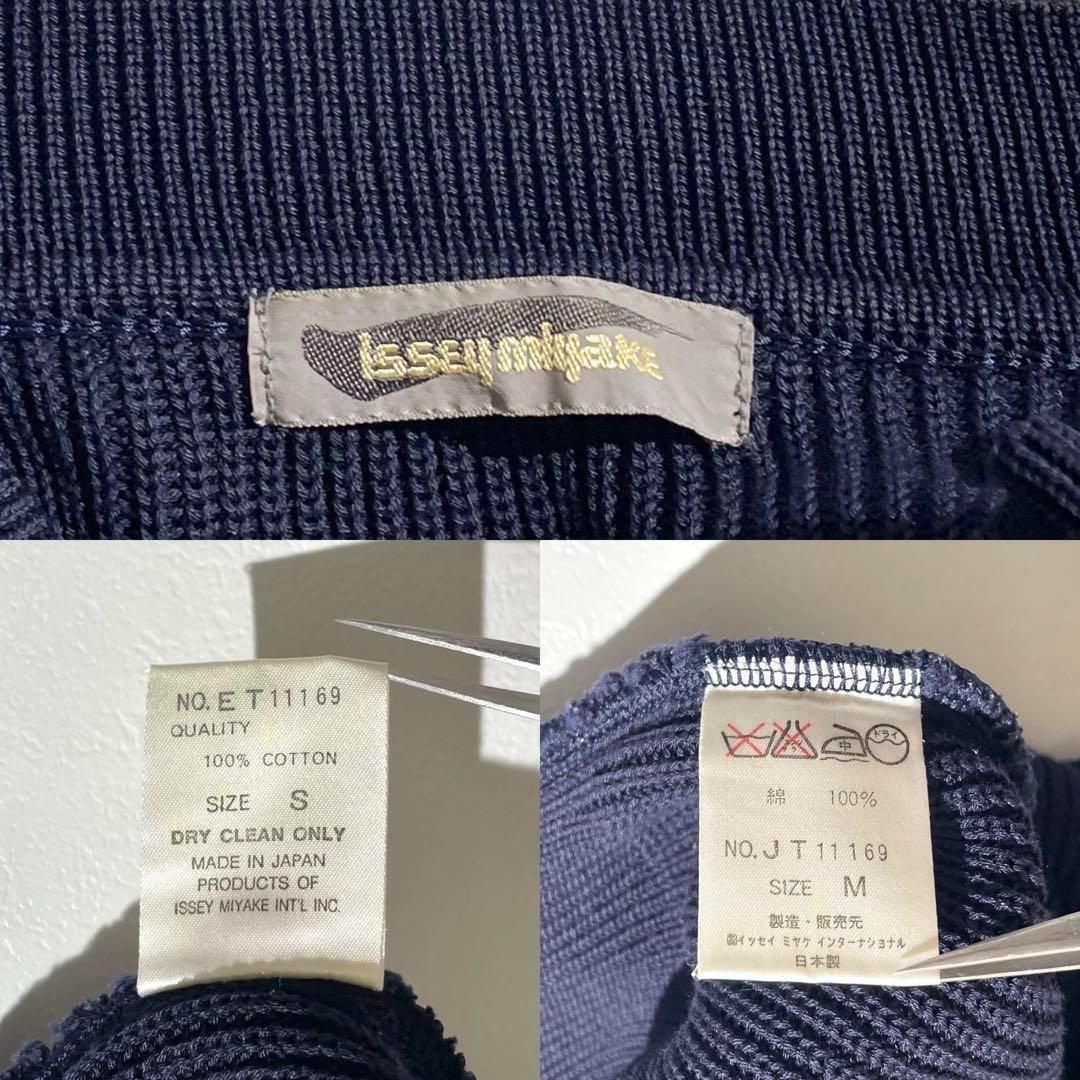 ISSEY miyake
NO. ET11169
QUALITY
100% COTTON
SIZE S
DRY CLEAN ONLY
MADE IN JAPAN
PRODUCTS OF
ISSEY MIYAKE INT'L INC.
中 ドライ
綿 100%
NO. JT11169
SIZE M
製造・販売元
㈱イッセイ ミヤケ インターナショナル
日本製